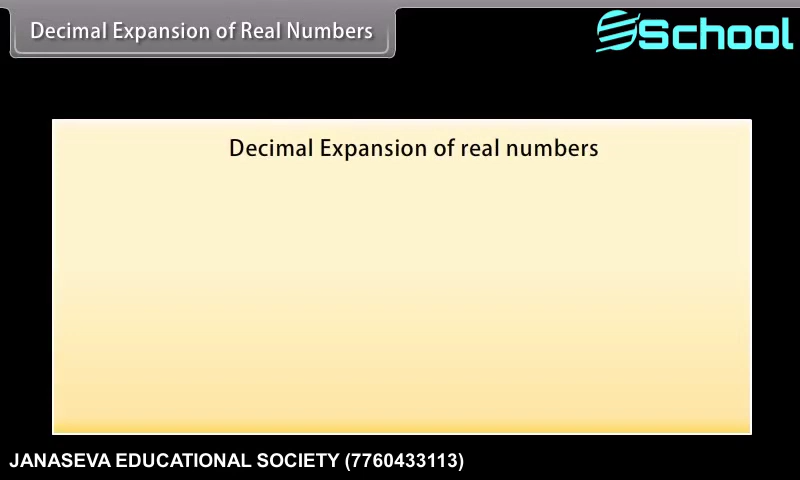 Decimal Expansion of Real Numbers
School
Decimal Expansion of real numbers
JANASEVA EDUCATIONAL SOCIETY (7760433113)